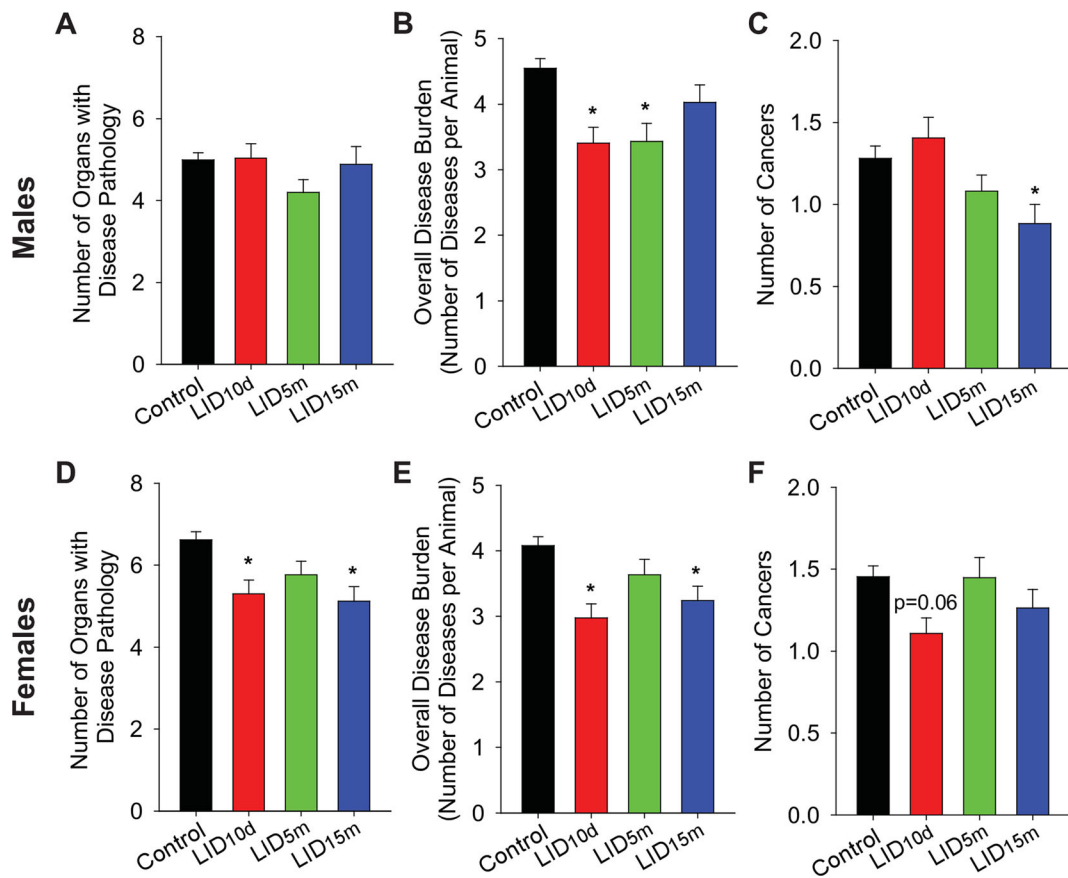 A
Number of Organs with
Disease Pathology
8
6
4
2
0
Control
LID10d
LID5m
LID15m
B
Overall Disease Burden
(Number of Diseases per Animal)
5
4
3
2
1
0
*
*
Control
LID10d
LID5m
LID15m
C
Number of Cancers
2.0
1.5
1.0
1.0
0.0
*
Control
LID10d
LID5m
LID15m
Males
D
Number of Organs with
Disease Pathology
8
6
4
2
0
*
*
Control
LID10d
LID5m
LID15m
E
Overall Disease Burden
(Number of Diseases per Animal)
5
4
3
2
1
0
*
*
Control
LID10d
LID5m
LID15m
F
Number of Cancers
2.0
1.5
1.0
1.0
0.0
p=0.06
Control
LID10d
LID5m
LID15m
Females